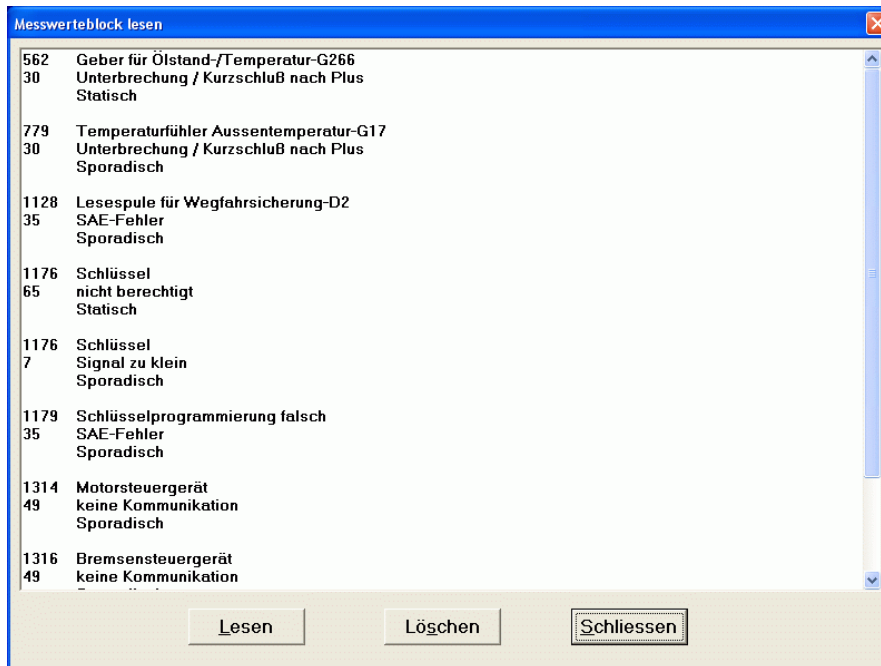 Messwerteblock lesen
562 Geber für Ölstand-/Temperatur-G266
30 Unterbrechung / Kurzschluß nach Plus
Statisch
779 Temperaturfühler Aussentemperatur-G17
30 Unterbrechung / Kurzschluß nach Plus
Sporadisch
1128 Lesespule für Wegfahrsicherung-D2
35 SAE-Fehler
Sporadisch
1176 Schlüssel
65 nicht berechtigt
Statisch
1176 Schlüssel
7 Signal zu klein
Sporadisch
1179 Schlüsselprogrammierung falsch
35 SAE-Fehler
Sporadisch
1314 Motorsteuergerät
49 keine Kommunikation
Sporadisch
1316 Bremsensteuergerät
49 keine Kommunikation
Lesen Löschen Schliessen